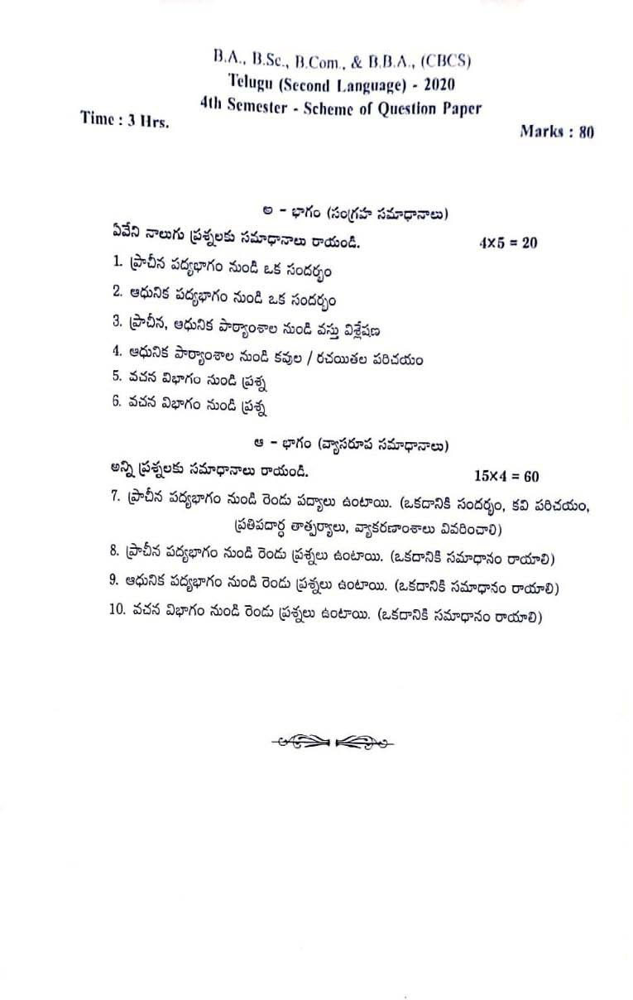 B.A., B.Sc., B.Com., & B.B.A., (CBCS)
Telugu (Second Language) - 2020
4th Semester - Scheme of Question Paper
Time : 3 Hrs.
Marks : 80
అ - భాగం (సంగ్రహ సమాధానాలు)
ఏవేని నాలుగు ప్రశ్నలకు సమాధానాలు రాయండి. 4×5 = 20
1. ప్రాచీన పద్యభాగం నుండి ఒక సందర్భం
2. ఆధునిక పద్యభాగం నుండి ఒక సందర్భం
3. ప్రాచీన, ఆధునిక పాఠ్యాంశాల నుండి వస్తు విశ్లేషణ
4. ఆధునిక పాఠ్యాంశాల నుండి కవుల / రచయితల పరిచయం
5. వచన విభాగం నుండి ప్రశ్న
6. వచన విభాగం నుండి ప్రశ్న
ఆ - భాగం (వ్యాసరూప సమాధానాలు)
అన్ని ప్రశ్నలకు సమాధానాలు రాయండి. 15×4 = 60
7. ప్రాచీన పద్యభాగం నుండి రెండు పద్యాలు ఉంటాయి. (ఒకదానికి సందర్భం, కవి పరిచయం,
ప్రతిపదార్థ తాత్పర్యాలు, వ్యాకరణాంశాలు వివరించాలి)
8. ప్రాచీన పద్యభాగం నుండి రెండు ప్రశ్నలు ఉంటాయి. (ఒకదానికి సమాధానం రాయాలి)
9. ఆధునిక పద్యభాగం నుండి రెండు ప్రశ్నలు ఉంటాయి. (ఒకదానికి సమాధానం రాయాలి)
10. వచన విభాగం నుండి రెండు ప్రశ్నలు ఉంటాయి. (ఒకదానికి సమాధానం రాయాలి)